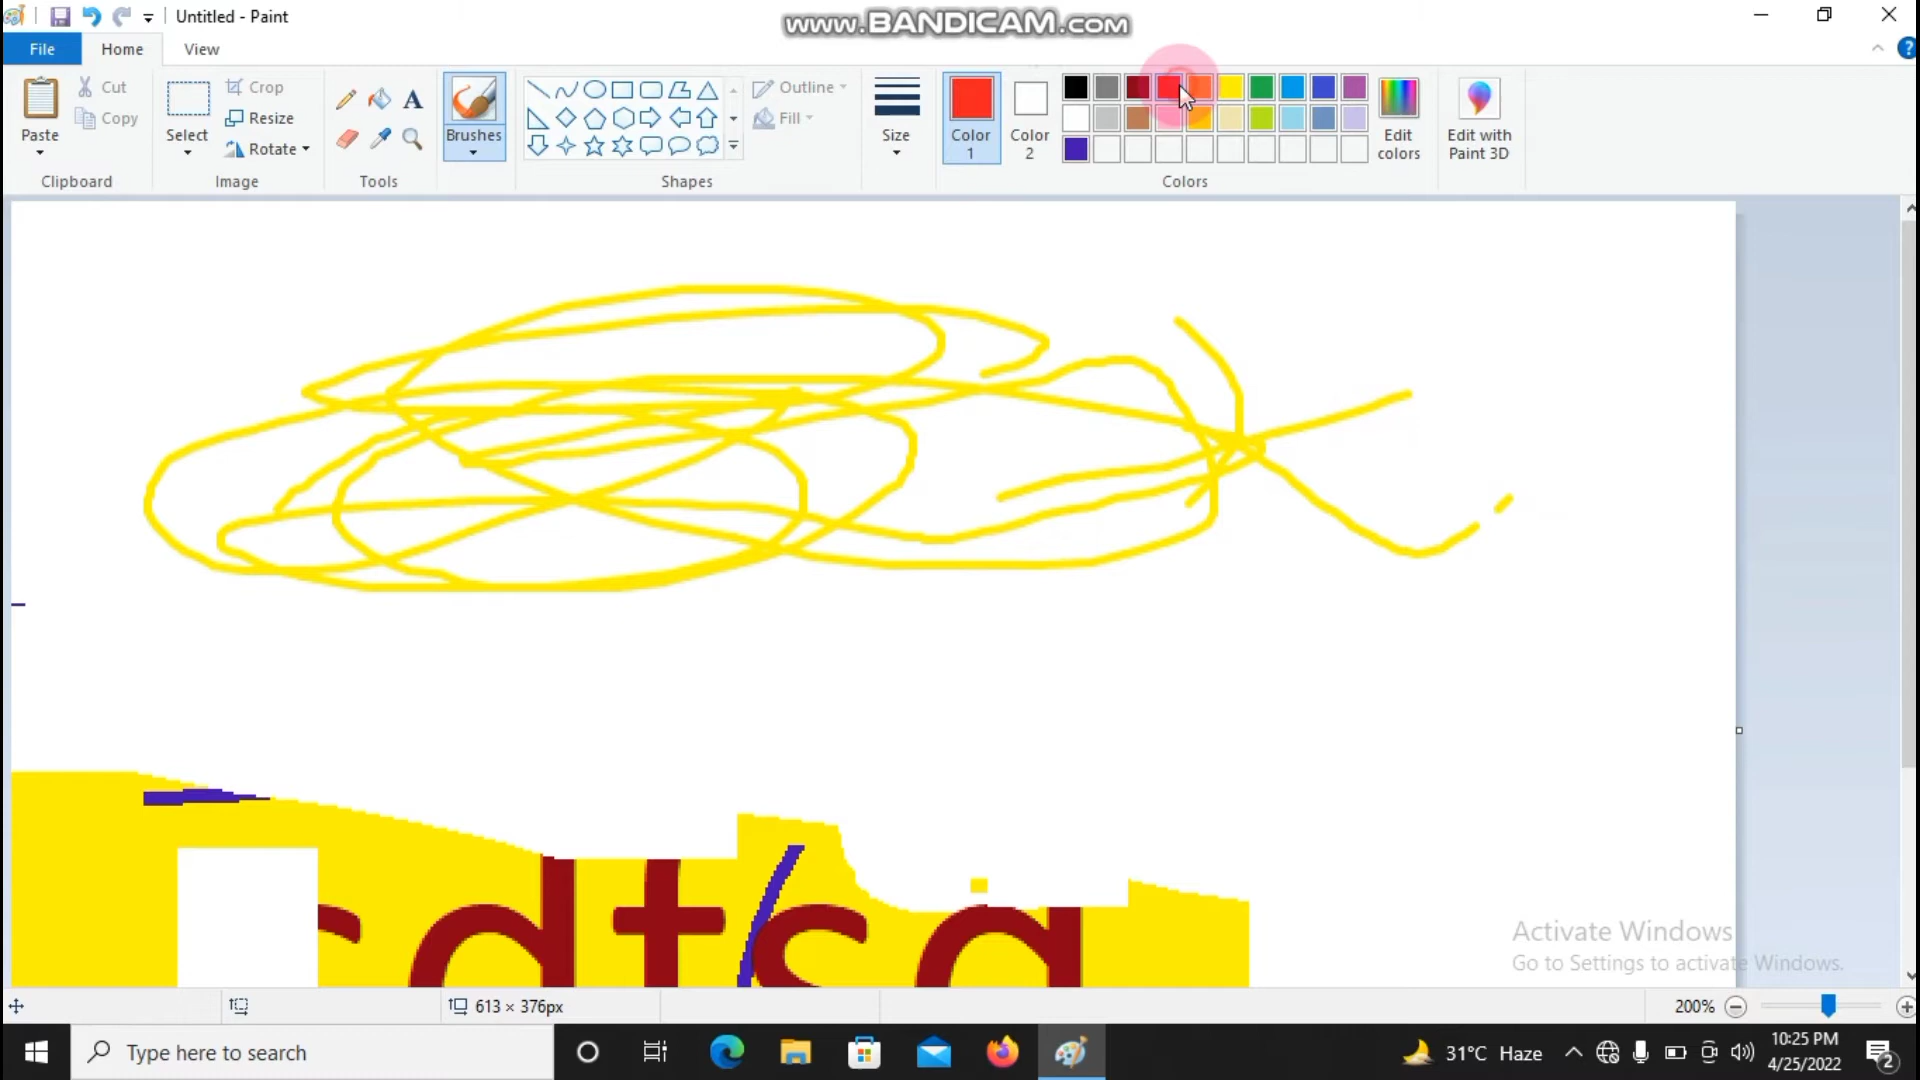 Untitled - Paint
www.BANDICAM.com
File
Home
View
Paste
Cut
Copy
Clipboard
Select
Crop
Resize
Rotate
Image
A
Tools
Brushes
Outline
Fill
Shapes
Size
Color
1
Color
2
Edit
colors
Colors
Edit with
Paint 3D
?
Activate Windows
Go to Settings to activate Windows.
613 × 376px
200%
Type here to search
31°C Haze
10:25 PM
4/25/2022
2